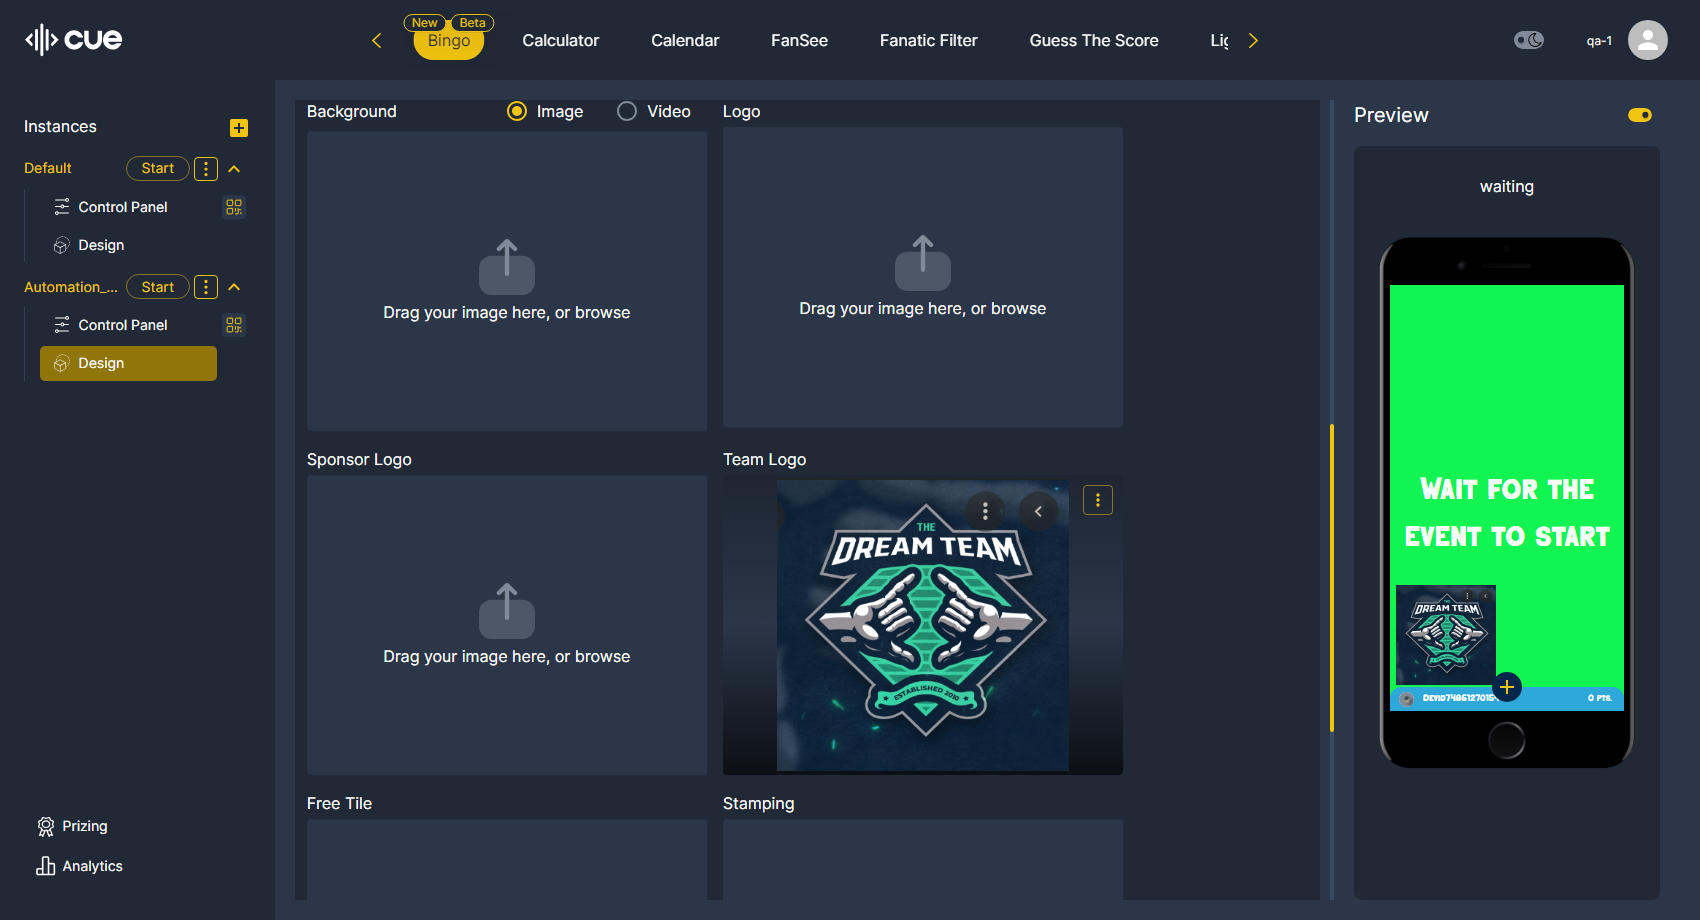 cue
New
Beta
Bingo
Calculator
Calendar
FanSee
Fanatic Filter
Guess The Score
qa-1
Instances
Default
Start
Control Panel
Design
Automation_...
Start
Control Panel
Design
Prizing
Analytics
Background
Image
Video
Logo
Drag your image here, or browse
Drag your image here, or browse
Sponsor Logo
Team Logo
Drag your image here, or browse
THE
DREAM TEAM
ESTABLISHED 2010
Free Tile
Stamping
Preview
waiting
WAIT FOR THE
EVENT TO START
THE
DREAM TEAM
0 PTS.